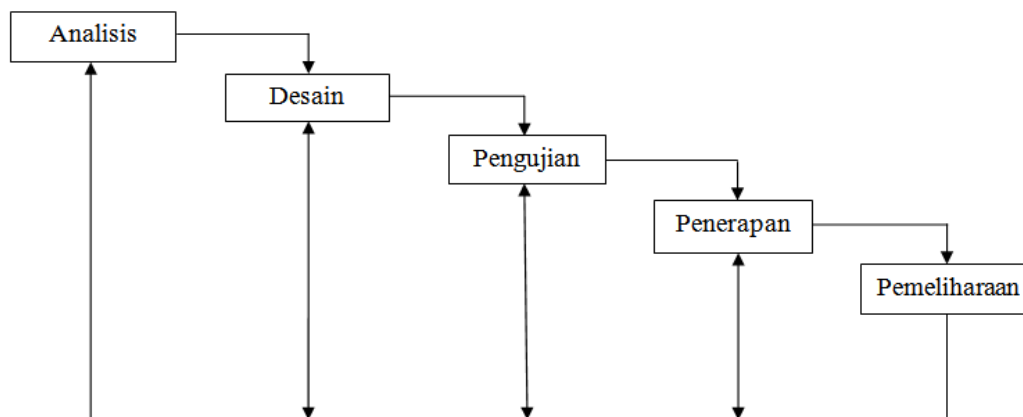 Analisis
Desain
Pengujian
Penerapan
Pemeliharaan